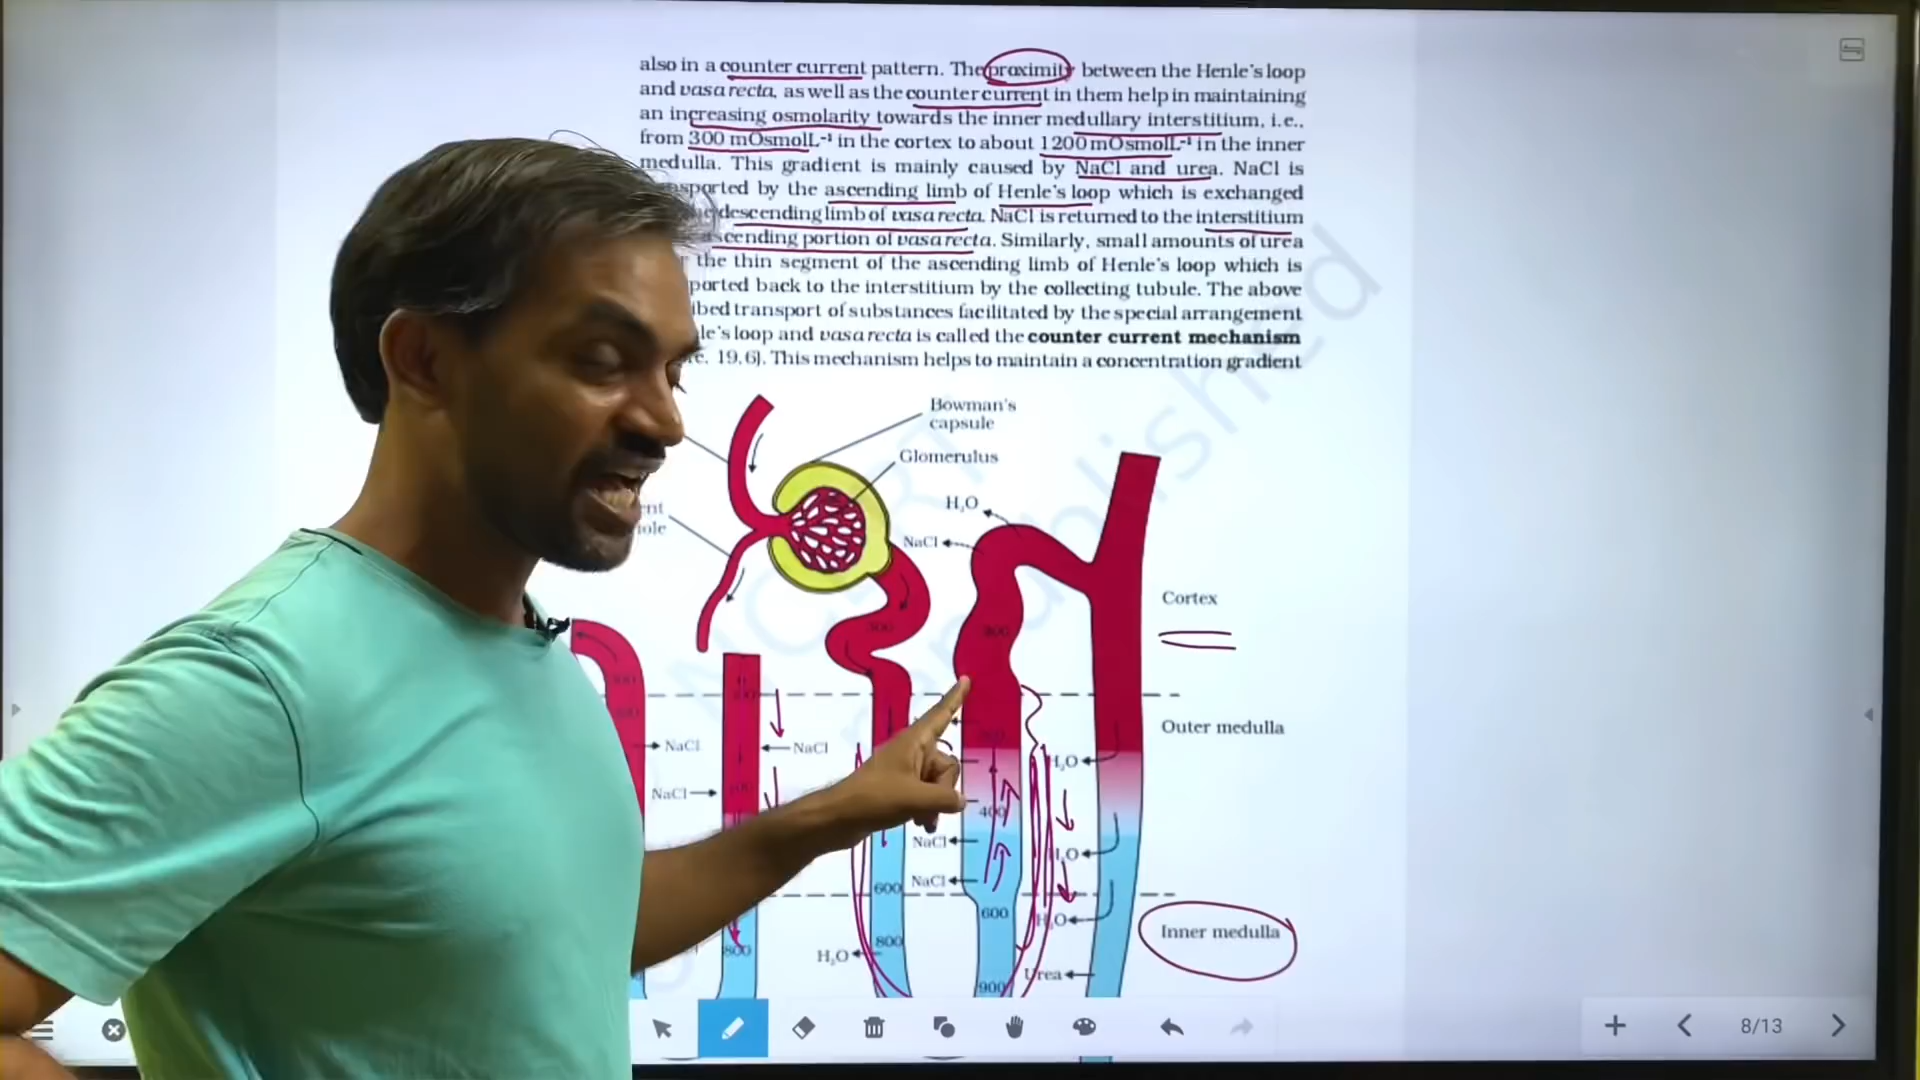 also in a counter current pattern. The proximity between the Henle's loop
and vasa recta, as well as the counter current in them help in maintaining
an increasing osmolarity towards the inner medullary interstitium, i.e.,
from 300 mOsmolL⁻¹ in the cortex to about 1200 mOsmolL⁻¹ in the inner
medulla. This gradient is mainly caused by NaCl and urea. NaCl is
by the ascending limb of Henle's loop which is exchanged
descending limb of vasa recta. NaCl is returned to the interstitium
portion of vasa recta. Similarly, small amounts of urea
the thin segment of the ascending limb of Henle's loop which is
back to the interstitium by the collecting tubule. The above
transport of substances facilitated by the special arrangement
loop and vasa recta is called the counter current mechanism
19.6). This mechanism helps to maintain a concentration gradient
Bowman's
capsule
Glomerulus
H₂O
NaCl
300
300
Cortex
Outer medulla
NaCl
NaCl
H₂O
NaCl
400
NaCl
H₂O
NaCl
600
600
H₂O
Inner medulla
800
H₂O
800
Urea
900
8/13